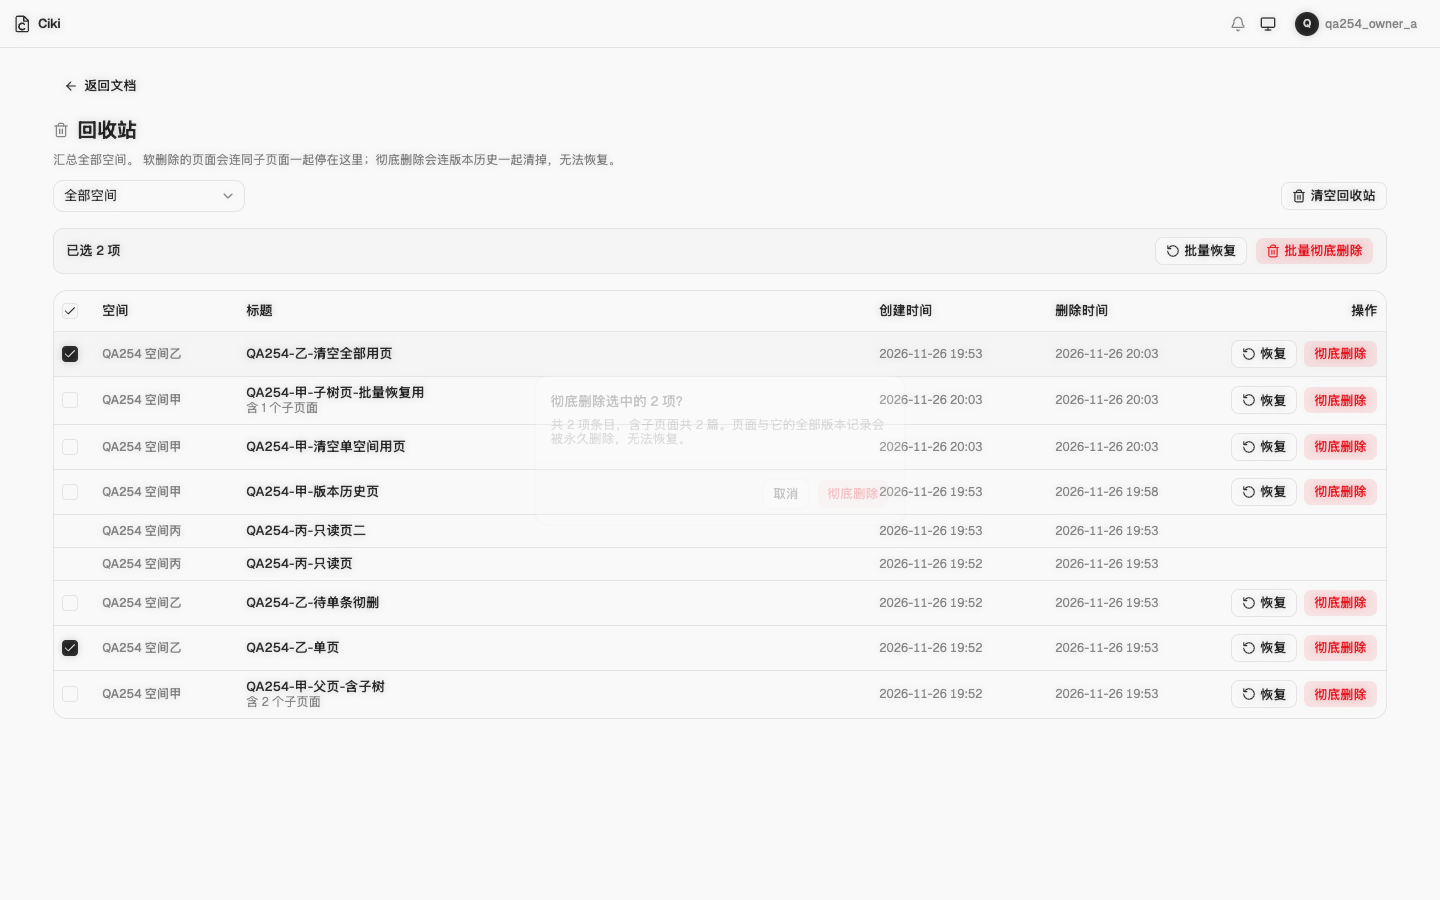 Ciki
Q qa254_owner_a
返回文档
回收站
汇总全部空间。 软删除的页面会连同子页面一起停在这里；彻底删除会连版本历史一起清掉，无法恢复。
全部空间
清空回收站
已选 2 项
批量恢复 批量彻底删除
空间 标题 创建时间 删除时间 操作
QA254 空间乙 QA254-乙-清空全部用页 2026-11-26 19:53 2026-11-26 20:03 恢复 彻底删除
QA254 空间甲 QA254-甲-子树页-批量恢复用 2026-11-26 19:53 2026-11-26 20:03 恢复 彻底删除
含 1 个子页面
QA254 空间甲 QA254-甲-清空单空间用页 2026-11-26 19:53 2026-11-26 20:03 恢复 彻底删除
QA254 空间甲 QA254-甲-版本历史页 2026-11-26 19:53 2026-11-26 19:58 恢复 彻底删除
QA254 空间丙 QA254-丙-只读页二 2026-11-26 19:53 2026-11-26 19:53
QA254 空间丙 QA254-丙-只读页 2026-11-26 19:52 2026-11-26 19:53
QA254 空间乙 QA254-乙-待单条彻删 2026-11-26 19:52 2026-11-26 19:53 恢复 彻底删除
QA254 空间乙 QA254-乙-单页 2026-11-26 19:52 2026-11-26 19:53 恢复 彻底删除
QA254 空间甲 QA254-甲-父页-含子树 2026-11-26 19:52 2026-11-26 19:53 恢复 彻底删除
含 2 个子页面
彻底删除选中的 2 项?
共 2 项条目，含子页面共 2 篇。页面与它的全部版本记录会
被永久删除，无法恢复。
取消 彻底删除